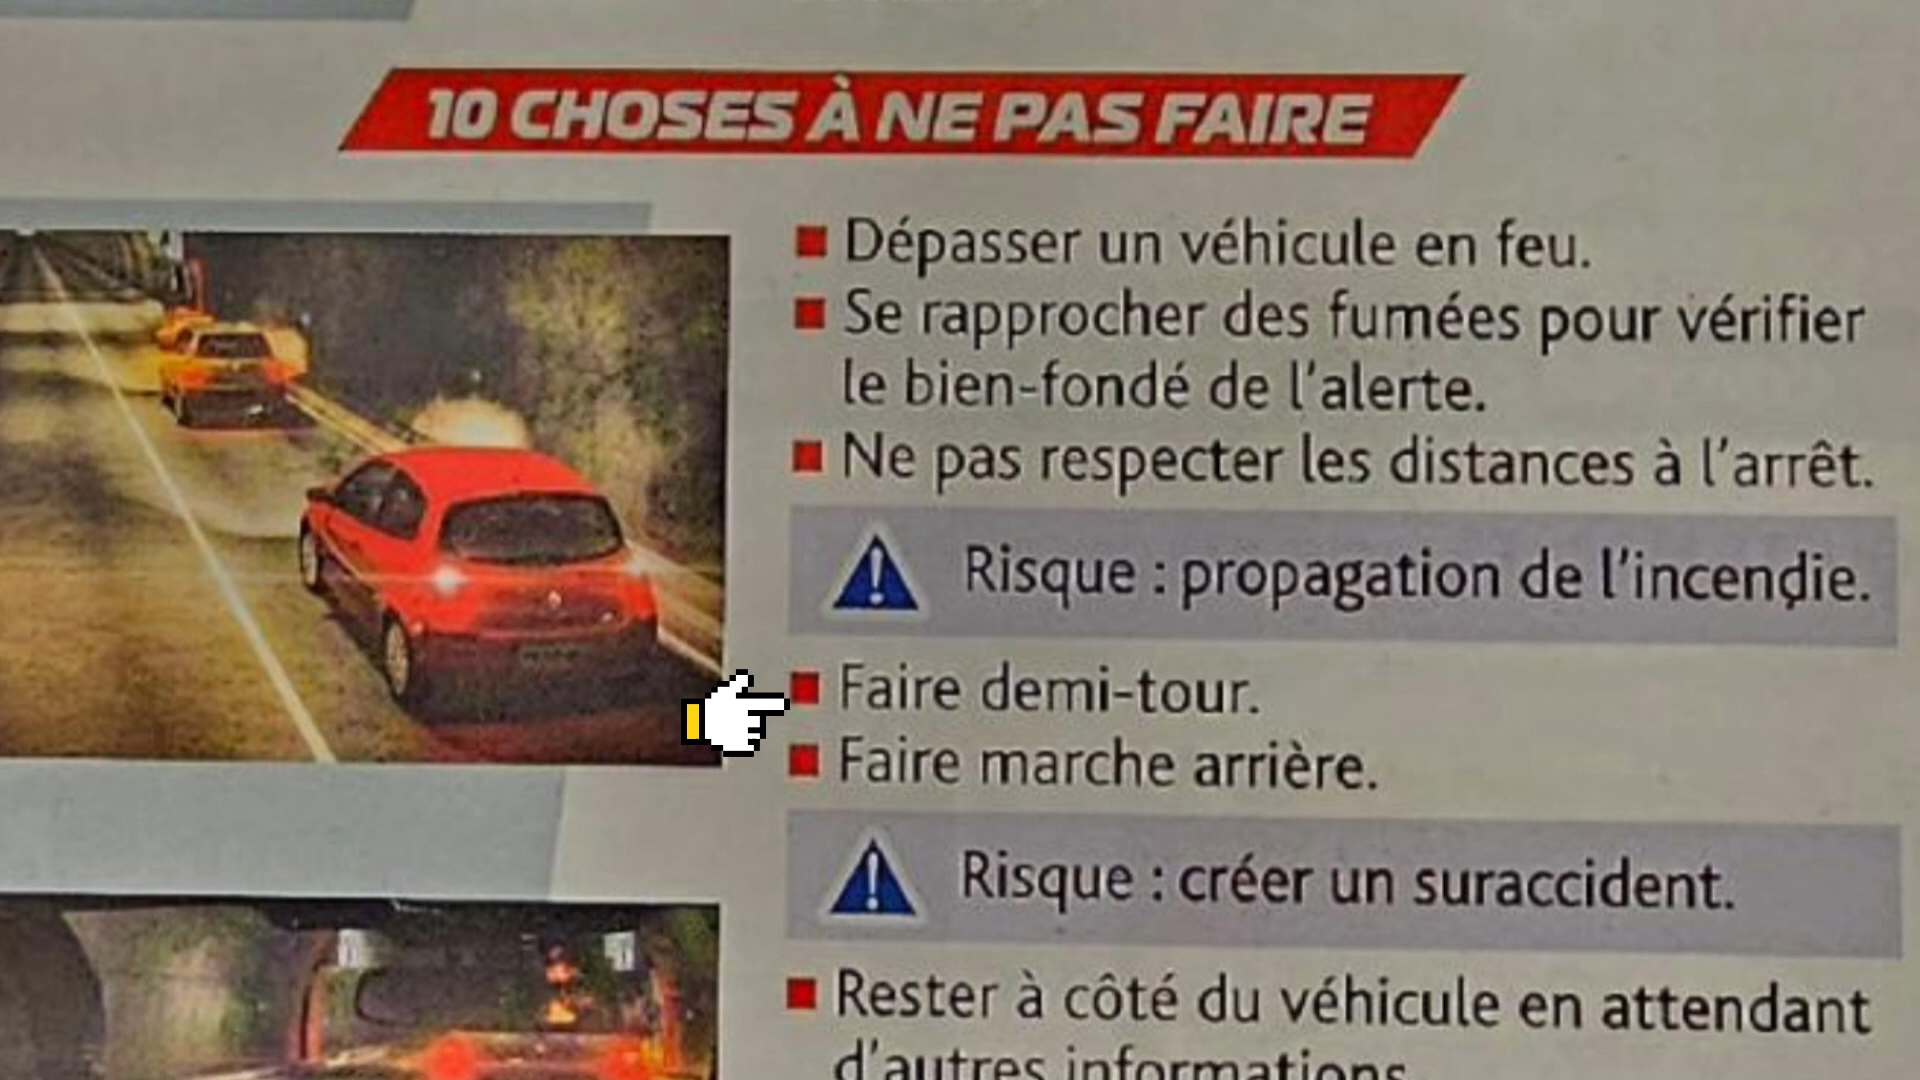 10 CHOSES À NE PAS FAIRE
Dépasser un véhicule en feu.
Se rapprocher des fumées pour vérifier
le bien-fondé de l'alerte.
Ne pas respecter les distances à l'arrêt.
Risque : propagation de l'incendie.
Faire demi-tour.
Faire marche arrière.
Risque : créer un suraccident.
Rester à côté du véhicule en attendant
d'autres informations.